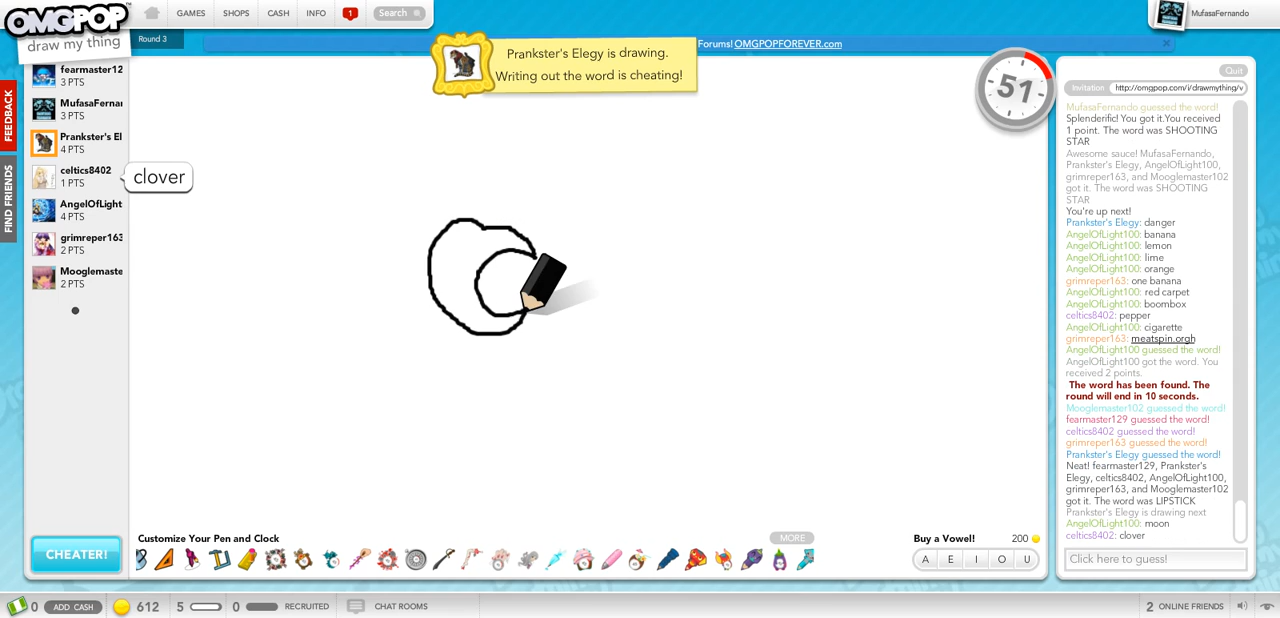 OMGPOP™
draw my thing
GAMES
SHOPS
CASH
INFO
1
Search
MufasaFernando
Round 3
Forums! OMGPOPFOREVER.com
Prankster's Elegy is drawing.
Writing out the word is cheating!
51
FEEDBACK
FIND FRIENDS
fearmaster12
3 PTS
MufasaFernan
3 PTS
Prankster's El
4 PTS
celtics8402
1 PTS
AngelOfLight
4 PTS
grimreper163
2 PTS
Mooglemaste
2 PTS
clover
Quit
Invitation
http://omgpop.com/i/drawmything/v
MufasaFernando guessed the word!
Splenderific! You got it.You received
1 point. The word was SHOOTING
STAR
Awesome sauce! MufasaFernando,
Prankster's Elegy, AngelOfLight100,
grimreper163, and Mooglemaster102
got it. The word was SHOOTING
STAR
You're up next!
Prankster's Elegy: danger
AngelOfLight100: banana
AngelOfLight100: lemon
AngelOfLight100: lime
AngelOfLight100: orange
grimreper163: one banana
AngelOfLight100: red carpet
AngelOfLight100: boombox
celtics8402: pepper
AngelOfLight100: cigarette
grimreper163: meatspin.orgh
AngelOfLight100 guessed the word!
AngelOfLight100 got the word. You
received 2 points.
The word has been found. The
round will end in 10 seconds.
Mooglemaster102 guessed the word!
fearmaster129 guessed the word!
celtics8402 guessed the word!
grimreper163 guessed the word!
Prankster's Elegy guessed the word!
Neat! fearmaster129, Prankster's
Elegy, celtics8402, AngelOfLight100,
grimreper163, and Mooglemaster102
got it. The word was LIPSTICK
Prankster's Elegy is drawing next
AngelOfLight100: moon
celtics8402: clover
Click here to guess!
CHEATER!
Customize Your Pen and Clock
MORE
Buy a Vowel!
200
A E I O U
0
ADD CASH
612
5
0
RECRUITED
CHAT ROOMS
2 ONLINE FRIENDS